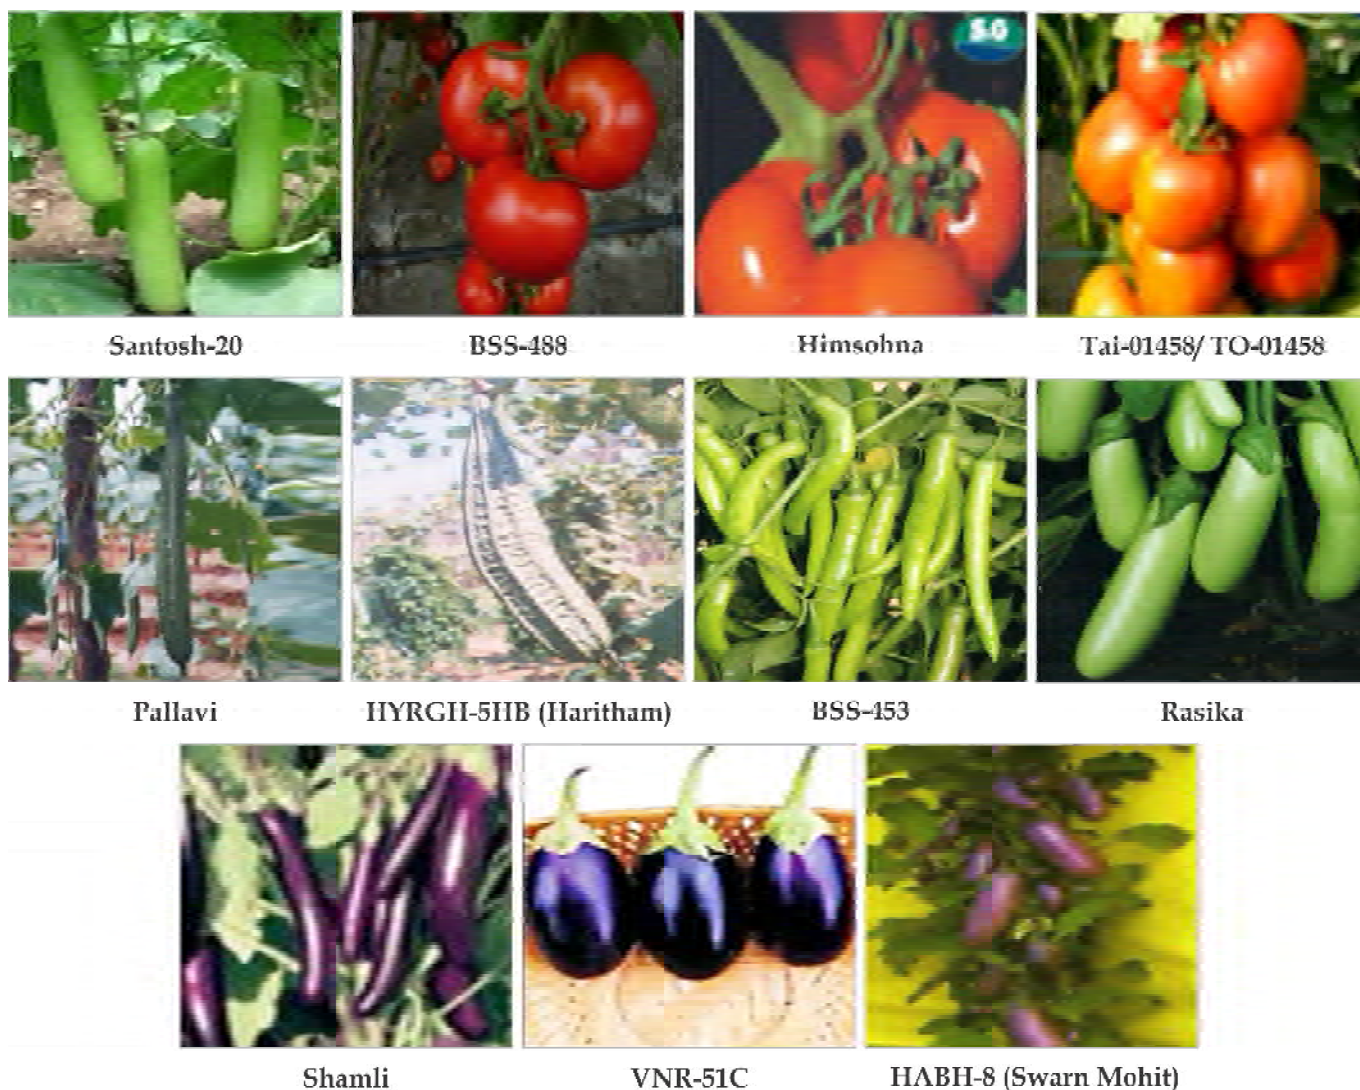 S.G
Santosh-20
BSS-488
Himsohna
Tai-01458/ TO-01458
Pallavi
HYRGH-5HB (Haritham)
BSS-453
Rasika
Shamli
VNR-51C
HABH-8 (Swarn Mohit)